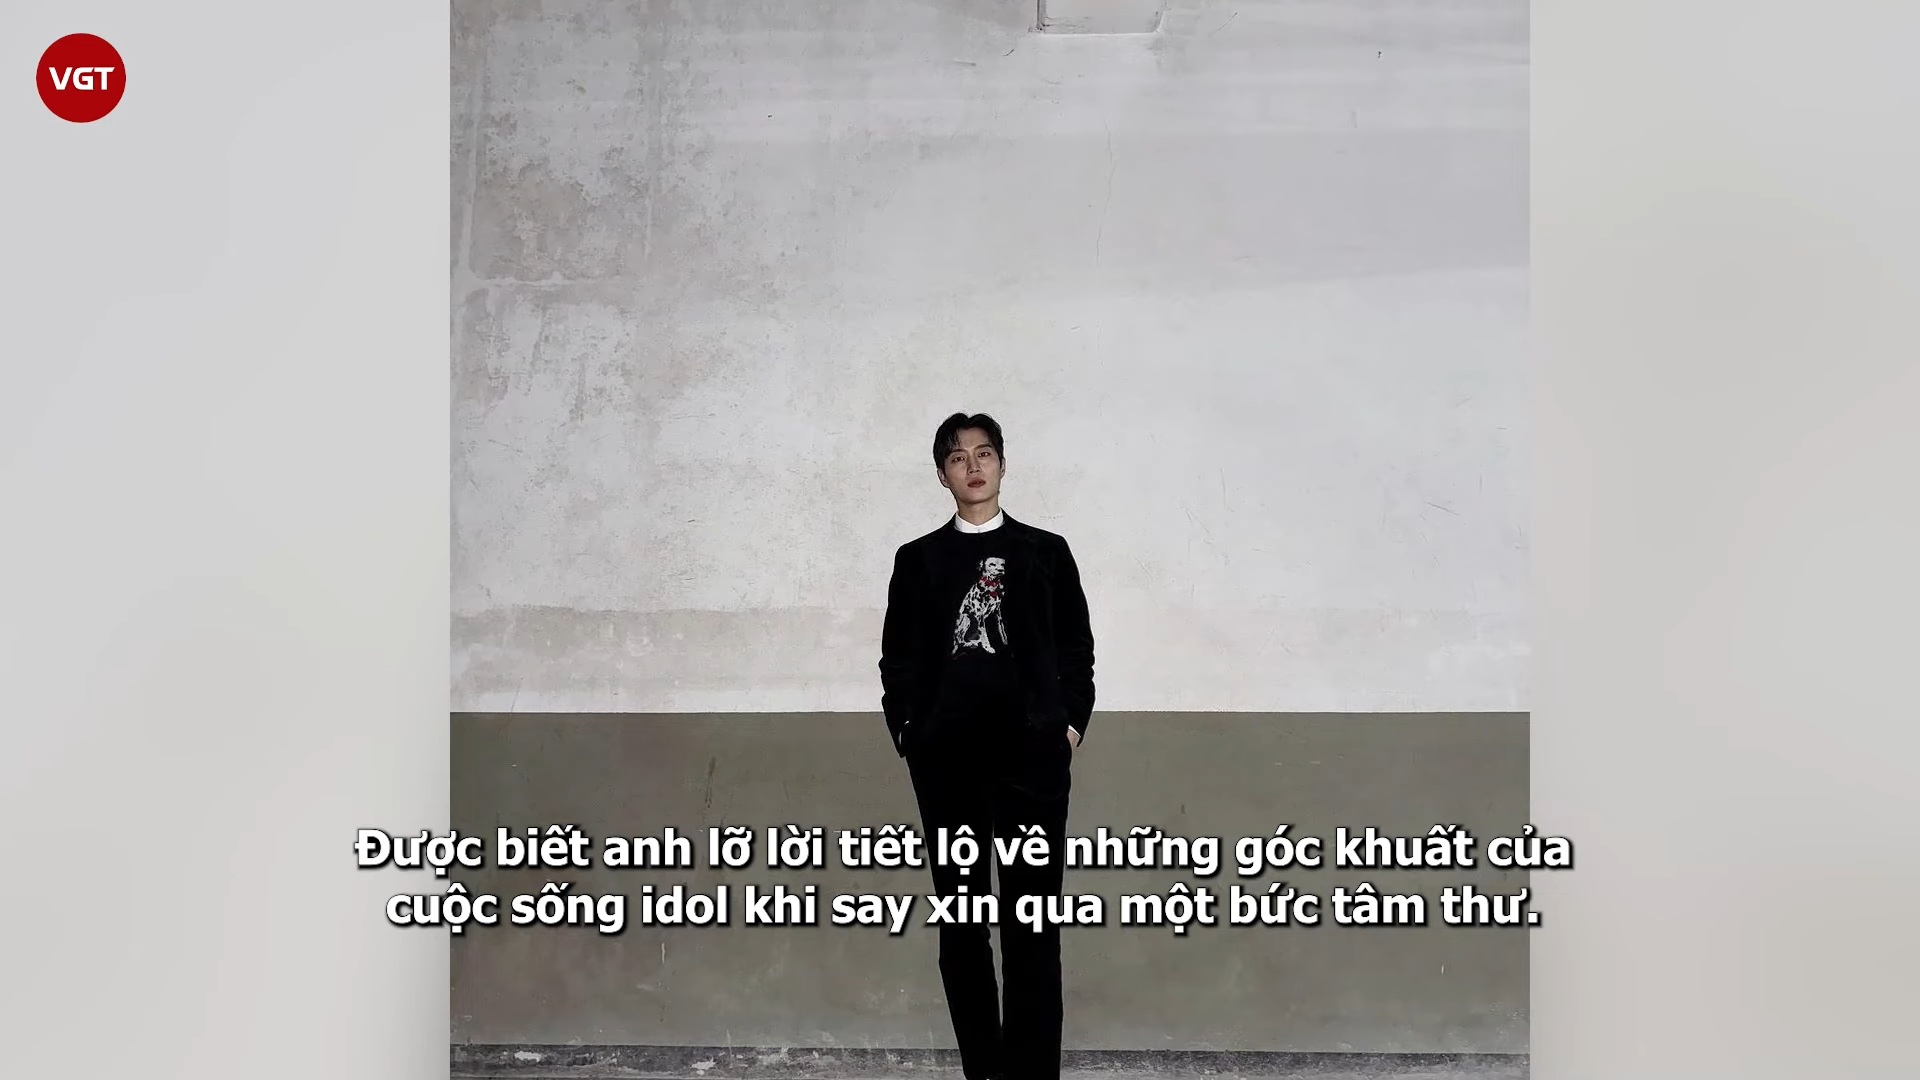 VGT
Được biết anh lỡ lời tiết lộ về những góc khuất của
cuộc sống idol khi say xin qua một bức tâm thư.